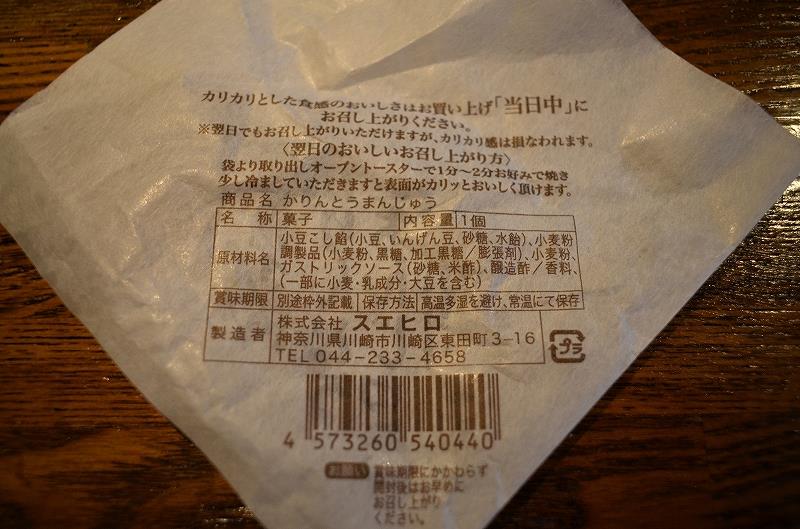 カリカリとした食感のおいしさはお買い上げ「当日中」に
お召し上がりください。
※翌日でもお召し上がりいただけますが、カリカリ感は損なわれます。
〈翌日のおいしいお召し上がり方〉
袋より取り出しオーブントースターで1分〜2分お好みで焼き
少し冷ましていただきますと表面がカリッとおいしく頂けます。
商品名 かりんとうまんじゅう
名 称 菓子 内容量 1個
原材料名 小豆こし餡(小豆、いんげん豆、砂糖、水飴)、小麦粉
調製品(小麦粉、黒糖、加工黒糖/膨張剤)、小麦粉、
ガストリックソース(砂糖、米酢)、醸造酢/香料、
(一部に小麦・乳成分・大豆を含む)
賞味期限 別途枠外記載 保存方法 高温多湿を避け、常温にて保存
製造者 株式会社 スエヒロ
神奈川県川崎市川崎区東田町3-16
TEL 044-233-4658
プラ
4 573260 540440
お願い 賞味期限にかかわらず
開封後はお早めに
お召し上がり
ください。